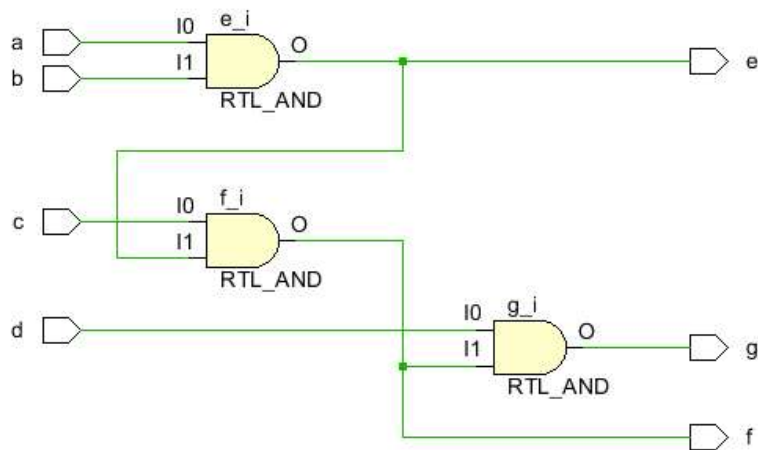 e_i
a I0 O
b I1 e
RTL_AND
f_i
c I0 O
I1
RTL_AND
g_i
d I0 O
I1 g
RTL_AND
f